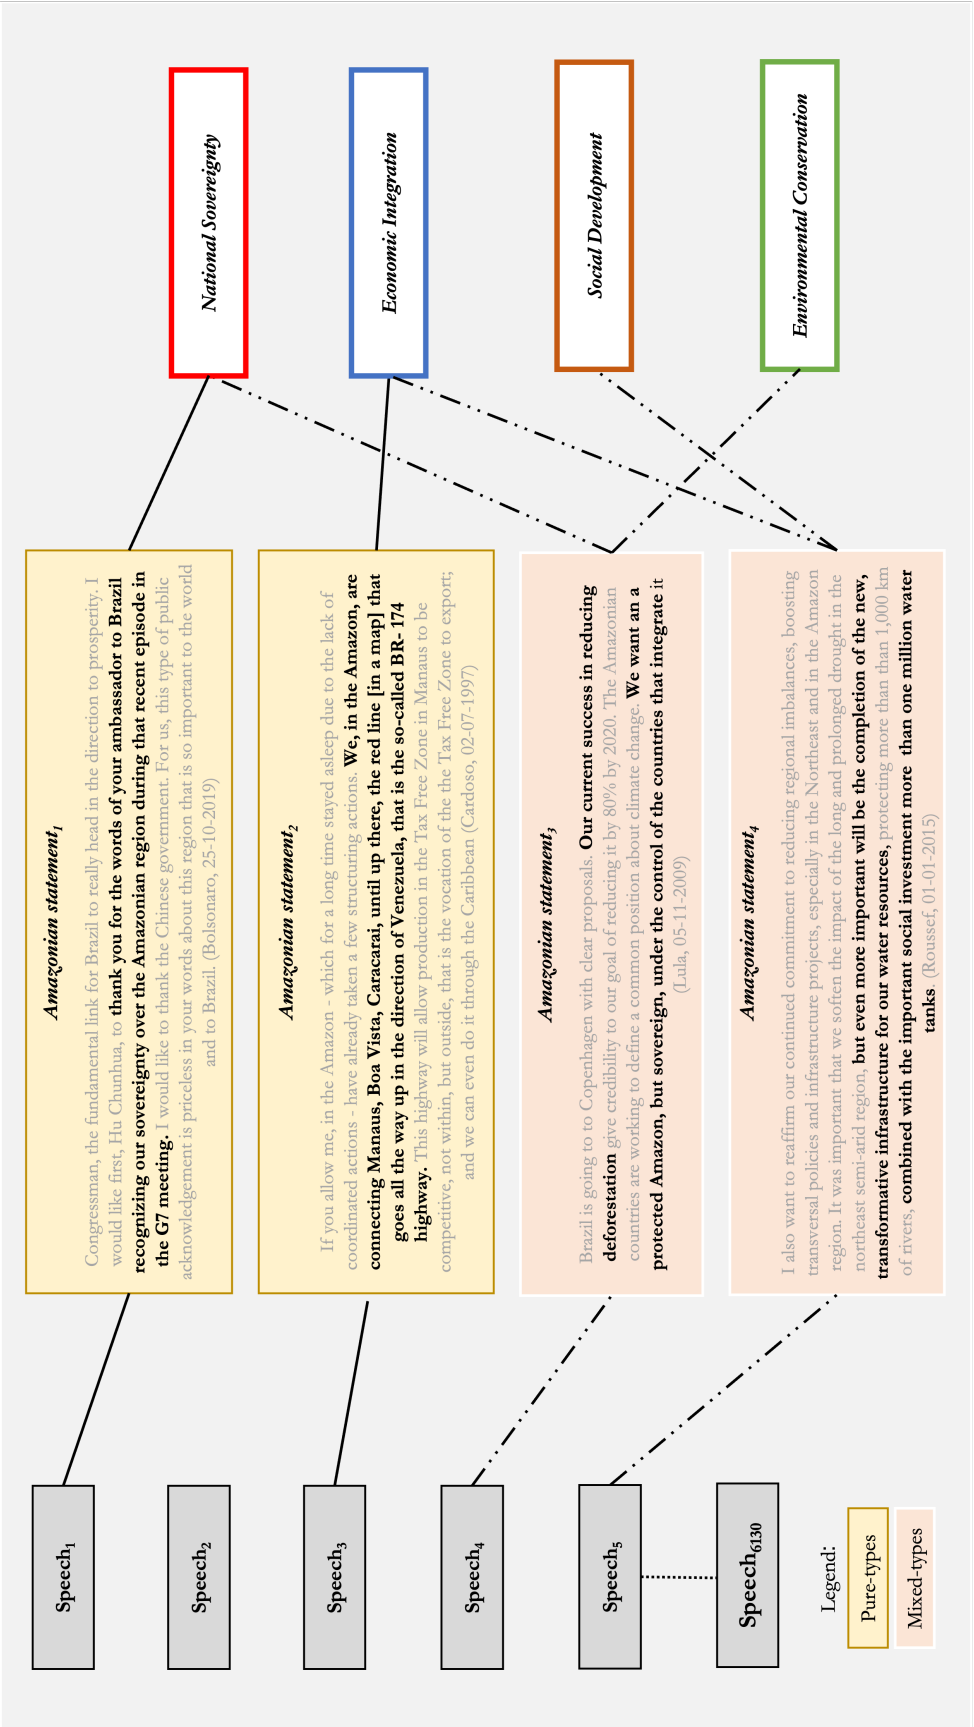 Speech1
Speech2
Speech3
Speech4
Speech5
Speech6130
Legend:
Pure-types
Mixed-types
Amazonian statement1
Congressman, the fundamental link for Brazil to really head in the direction to prosperity. I
would like first, Hu Chunhua, to thank you for the words of your ambassador to Brazil
recognizing our sovereignty over the Amazonian region during that recent episode in
the G7 meeting. I would like to thank the Chinese government. For us, this type of public
acknowledgement is priceless in your words about this region that is so important to the world
and to Brazil. (Bolsonaro, 25-10-2019)
Amazonian statement2
If you allow me, in the Amazon - which for a long time stayed asleep due to the lack of
coordinated actions - have already taken a few structuring actions. We, in the Amazon, are
connecting Manaus, Boa Vista, Caracarai, until up there, the red line [in a map] that
goes all the way up in the direction of Venezuela, that is the so-called BR- 174
highway. This highway will allow production in the Tax Free Zone in Manaus to be
competitive, not within, but outside, that is the vocation of the the Tax Free Zone to export;
and we can even do it through the Caribbean (Cardoso, 02-07-1997)
Amazonian statement3
Brazil is going to to Copenhagen with clear proposals. Our current success in reducing
deforestation give credibility to our goal of reducing it by 80% by 2020. The Amazonian
countries are working to define a common position about climate change. We want an a
protected Amazon, but sovereign, under the control of the countries that integrate it
(Lula, 05-11-2009)
Amazonian statement4
I also want to reaffirm our continued commitment to reducing regional imbalances, boosting
transversal policies and infrastructure projects, especially in the Northeast and in the Amazon
region. It was important that we soften the impact of the long and prolonged drought in the
northeast semi-arid region, but even more important will be the completion of the new,
transformative infrastructure for our water resources, protecting more than than 1,000 km
of rivers, combined with the important social investment more than one million water
tanks. (Roussef, 01-01-2015)
National Sovereignty
Economic Integration
Social Development
Environmental Conservation